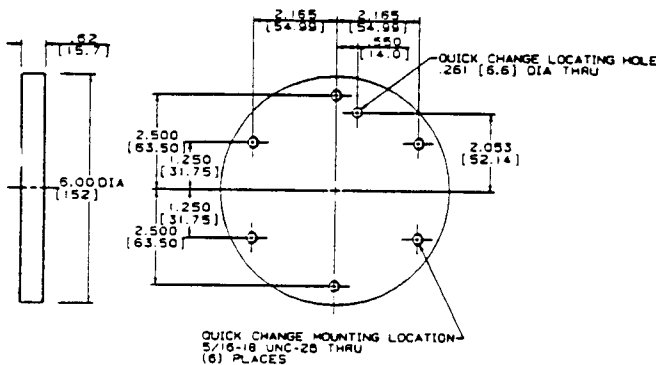 2.165 2.165
[54.99] [54.99]
.62
[15.7]
.550
[14.0]
QUICK CHANGE LOCATING HOLE
.261 [6.6] DIA THRU
2.500
[63.50]
1.250
[31.75]
2.053
[52.14]
6.00 DIA
[152]
1.250
[31.75]
2.500
[63.50]
QUICK CHANGE MOUNTING LOCATION
5/16-18 UNC-2B THRU
(6) PLACES